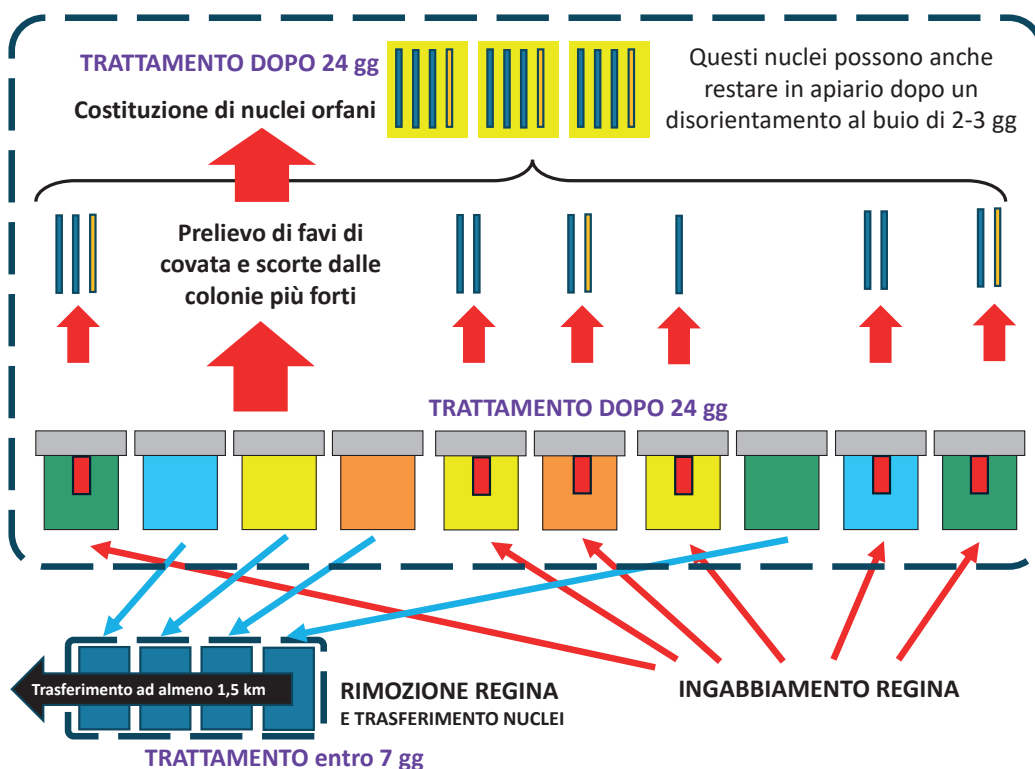 TRATTAMENTO DOPO 24 gg
Costituzione di nuclei orfani
Questi nuclei possono anche
restare in apiario dopo un
disorientamento al buio di 2-3 gg
Prelievo di favi di
covata e scorte dalle
colonie più forti
TRATTAMENTO DOPO 24 gg
Trasferimento ad almeno 1,5 km
RIMOZIONE REGINA
E TRASFERIMENTO NUCLEI
INGABBIAMENTO REGINA
TRATTAMENTO entro 7 gg